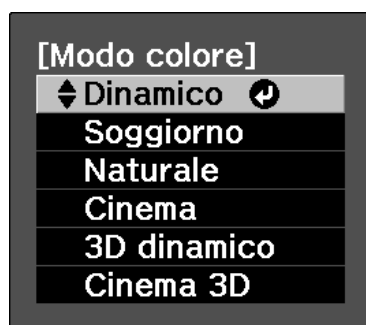 [Modo colore]
Dinamico
Soggiorno
Naturale
Cinema
3D dinamico
Cinema 3D